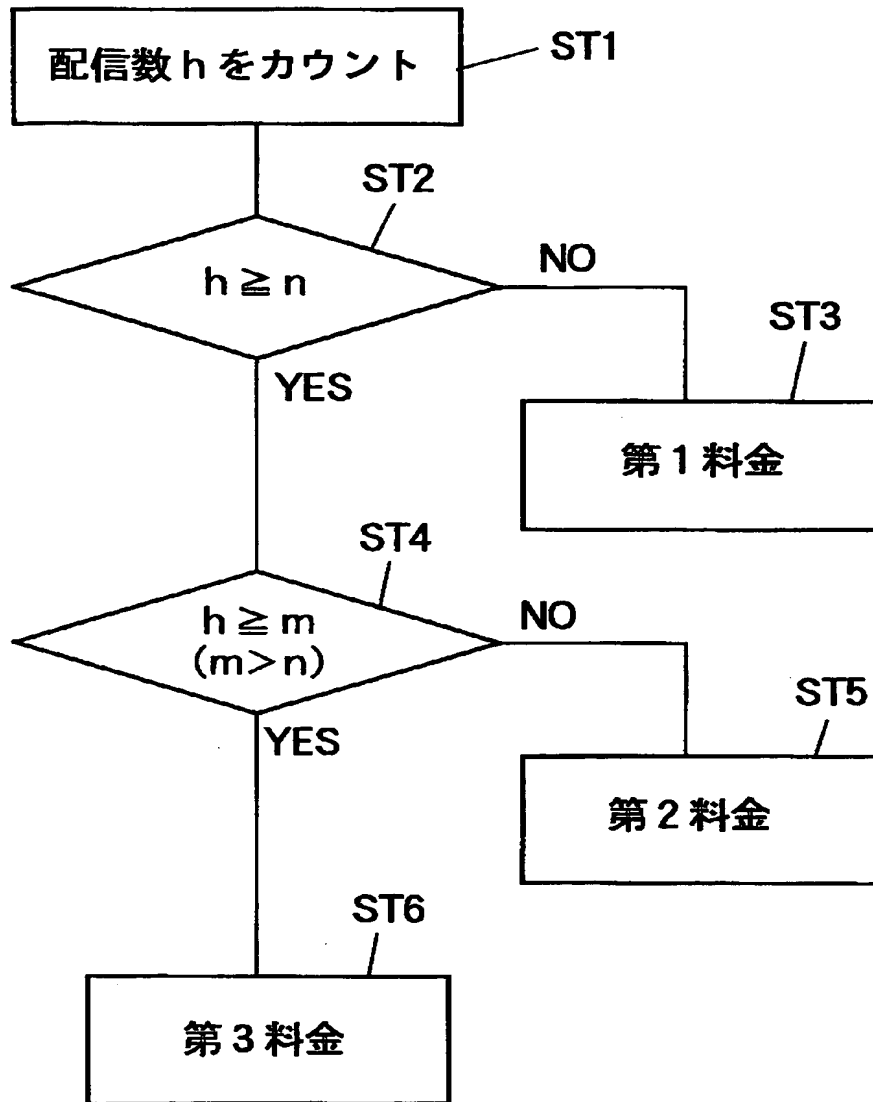 配信数hをカウント
ST1
ST2
h≧n
NO
ST3
YES
第1料金
ST4
h≧m
(m>n)
NO
ST5
YES
第2料金
ST6
第3料金